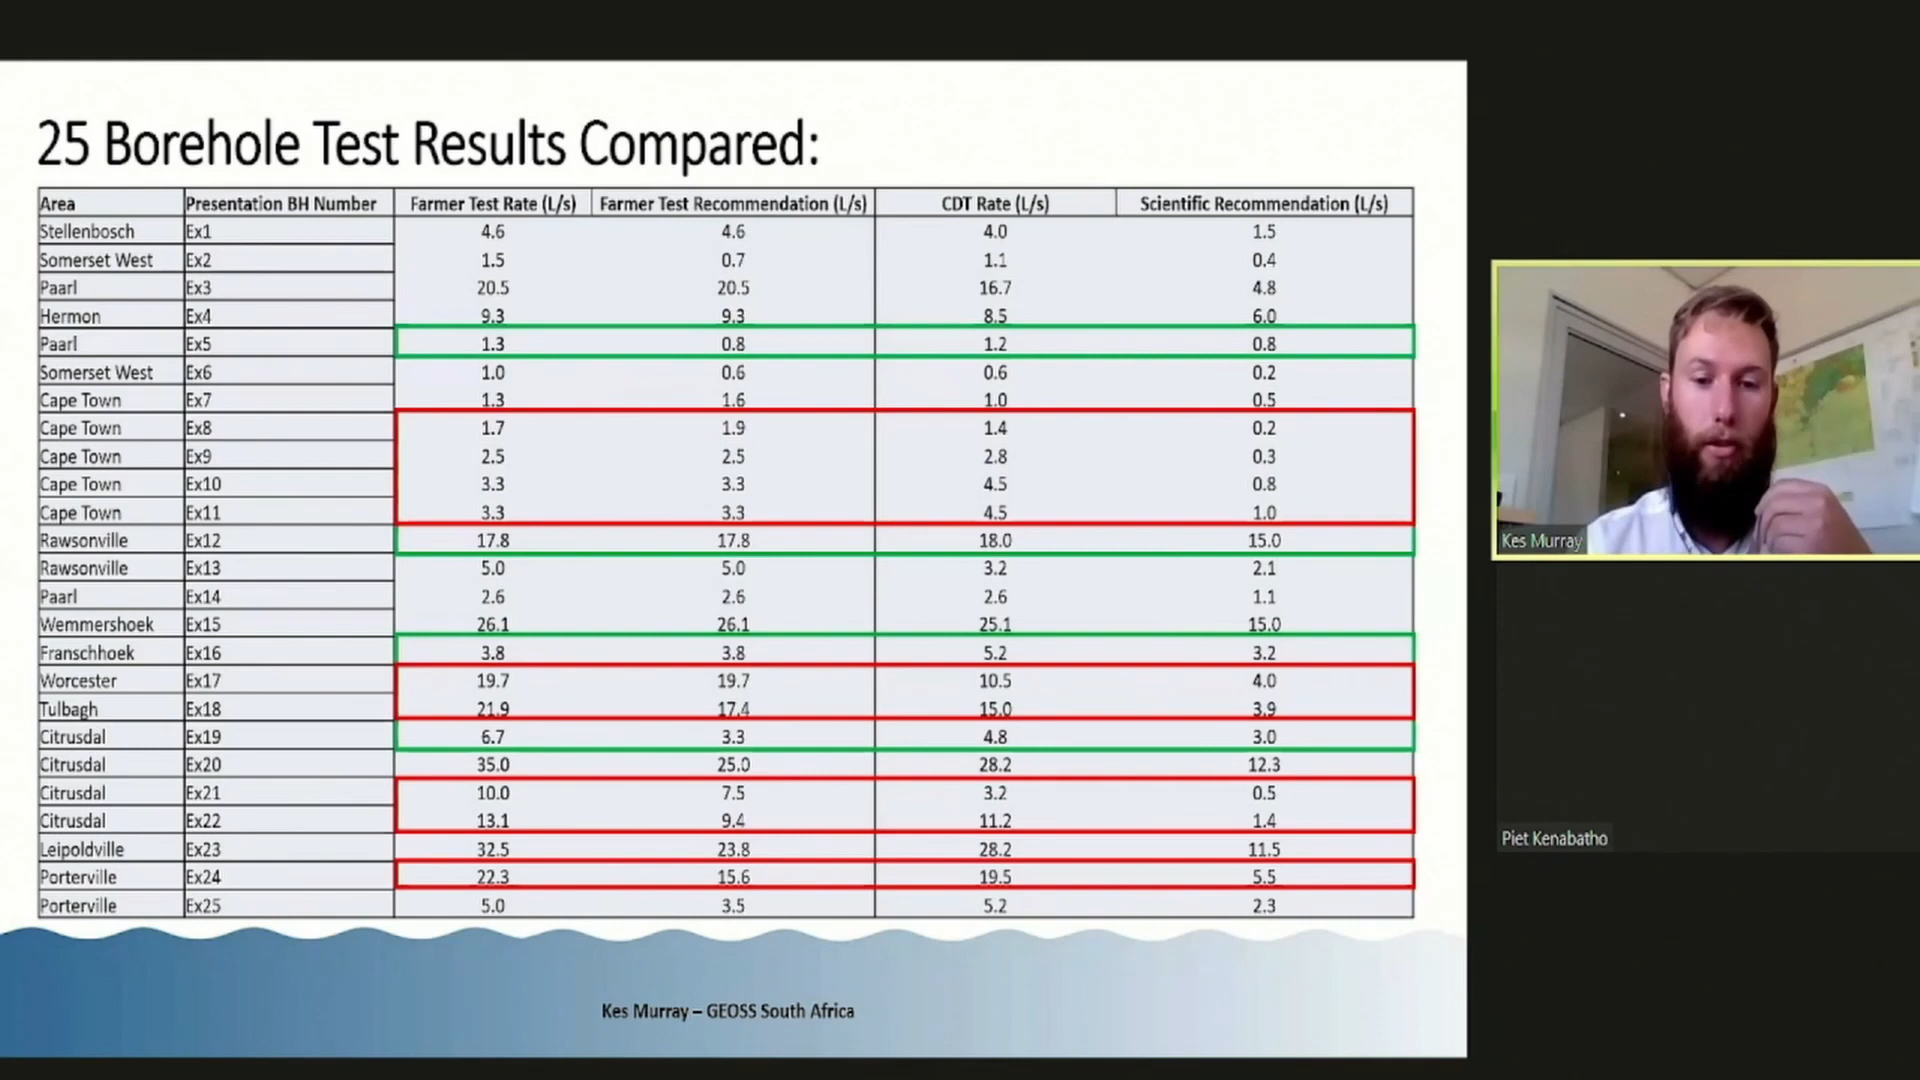 25 Borehole Test Results Compared:
Area Presentation BH Number Farmer Test Rate (L/s) Farmer Test Recommendation (L/s) CDT Rate (L/s) Scientific Recommendation (L/s)
Stellenbosch Ex1 4.6 4.6 4.0 1.5
Somerset West Ex2 1.5 0.7 1.1 0.4
Paarl Ex3 20.5 20.5 16.7 4.8
Hermon Ex4 9.3 9.3 8.5 6.0
Paarl Ex5 1.3 0.8 1.2 0.8
Somerset West Ex6 1.0 0.6 0.6 0.2
Cape Town Ex7 1.3 1.6 1.0 0.5
Cape Town Ex8 1.7 1.9 1.4 0.2
Cape Town Ex9 2.5 2.5 2.8 0.3
Cape Town Ex10 3.3 3.3 4.5 0.8
Cape Town Ex11 3.3 3.3 4.5 1.0
Rawsonville Ex12 17.8 17.8 18.0 15.0
Rawsonville Ex13 5.0 5.0 3.2 2.1
Paarl Ex14 2.6 2.6 2.6 1.1
Wemmershoek Ex15 26.1 26.1 25.1 15.0
Franschhoek Ex16 3.8 3.8 5.2 3.2
Worcester Ex17 19.7 19.7 10.5 4.0
Tulbagh Ex18 21.9 17.4 15.0 3.9
Citrusdal Ex19 6.7 3.3 4.8 3.0
Citrusdal Ex20 35.0 25.0 28.2 12.3
Citrusdal Ex21 10.0 7.5 3.2 0.5
Citrusdal Ex22 13.1 9.4 11.2 1.4
Leipoldville Ex23 32.5 23.8 28.2 11.5
Porterville Ex24 22.3 15.6 19.5 5.5
Porterville Ex25 5.0 3.5 5.2 2.3
Kes Murray – GEOSS South Africa
Kes Murray
Piet Kenabatho